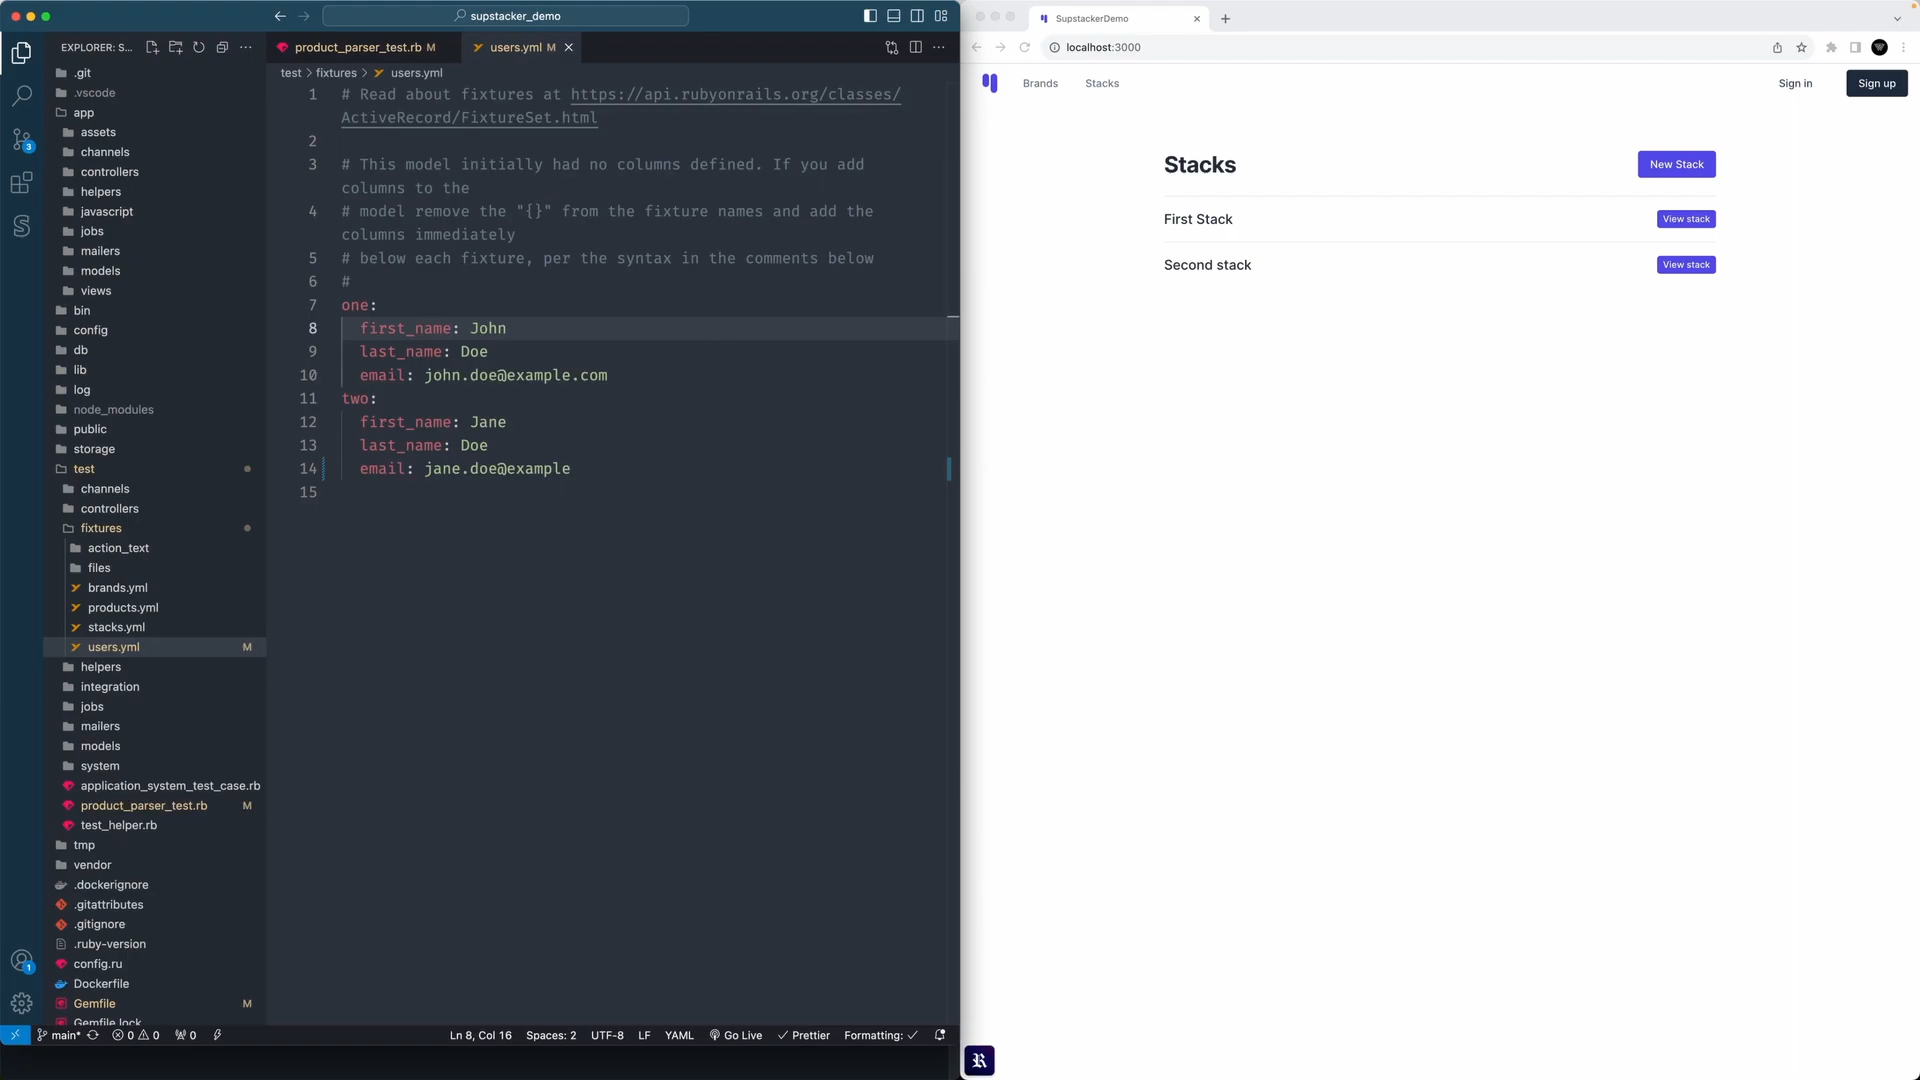 supstacker_demo
EXPLORER: S...
product_parser_test.rb M
users.yml M
test > fixtures > users.yml
.git
.vscode
app
assets
channels
controllers
helpers
javascript
jobs
mailers
models
views
bin
config
db
lib
log
node_modules
public
storage
test
channels
controllers
fixtures
action_text
files
brands.yml
products.yml
stacks.yml
users.yml M
helpers
integration
jobs
mailers
models
system
application_system_test_case.rb
product_parser_test.rb M
test_helper.rb
tmp
vendor
.dockerignore
.gitattributes
.gitignore
.ruby-version
config.ru
Dockerfile
Gemfile M
Gemfile.lock
3
1
1 # Read about fixtures at https://api.rubyonrails.org/classes/
ActiveRecord/FixtureSet.html
2
3 # This model initially had no columns defined. If you add
columns to the
4 # model remove the "{}" from the fixture names and add the
columns immediately
5 # below each fixture, per the syntax in the comments below
6 #
7 one:
8 first_name: John
9 last_name: Doe
10 email: john.doe@example.com
11 two:
12 first_name: Jane
13 last_name: Doe
14 email: jane.doe@example
15
main* 0 0 0 Ln 8, Col 16 Spaces: 2 UTF-8 LF YAML Go Live Prettier Formatting:
SupstackerDemo
localhost:3000
Brands Stacks Sign in Sign up
Stacks New Stack
First Stack View stack
Second stack View stack